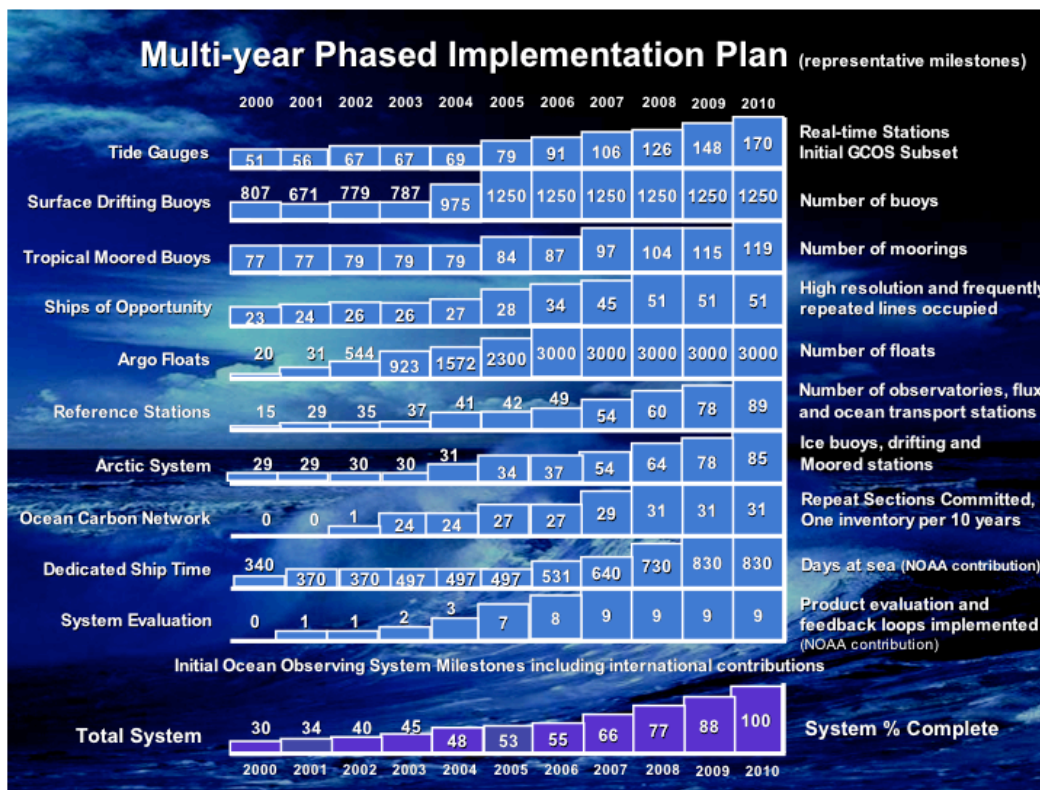 Multi-year Phased Implementation Plan (representative milestones)
2000 2001 2002 2003 2004 2005 2006 2007 2008 2009 2010
Tide Gauges 51 56 67 67 69 79 91 106 126 148 170 Real-time Stations
Initial GCOS Subset
Surface Drifting Buoys 807 671 779 787 975 1250 1250 1250 1250 1250 1250 Number of buoys
Tropical Moored Buoys 77 77 79 79 79 84 87 97 104 115 119 Number of moorings
Ships of Opportunity 23 24 26 26 27 28 34 45 51 51 51 High resolution and frequently
repeated lines occupied
Argo Floats 20 31 544 923 1572 2300 3000 3000 3000 3000 3000 Number of floats
Reference Stations 15 29 35 37 41 42 49 54 60 78 89 Number of observatories, flux
and ocean transport stations
Arctic System 29 29 30 30 31 34 37 54 64 78 85 Ice buoys, drifting and
Moored stations
Ocean Carbon Network 0 0 1 24 24 27 27 29 31 31 31 Repeat Sections Committed,
One inventory per 10 years
Dedicated Ship Time 340 370 370 497 497 497 531 640 730 830 830 Days at sea (NOAA contribution)
System Evaluation 0 1 1 2 3 7 8 9 9 9 9 Product evaluation and
feedback loops implemented
(NOAA contribution)
Initial Ocean Observing System Milestones including international contributions
Total System 30 34 40 45 48 53 55 66 77 88 100 System % Complete
2000 2001 2002 2003 2004 2005 2006 2007 2008 2009 2010